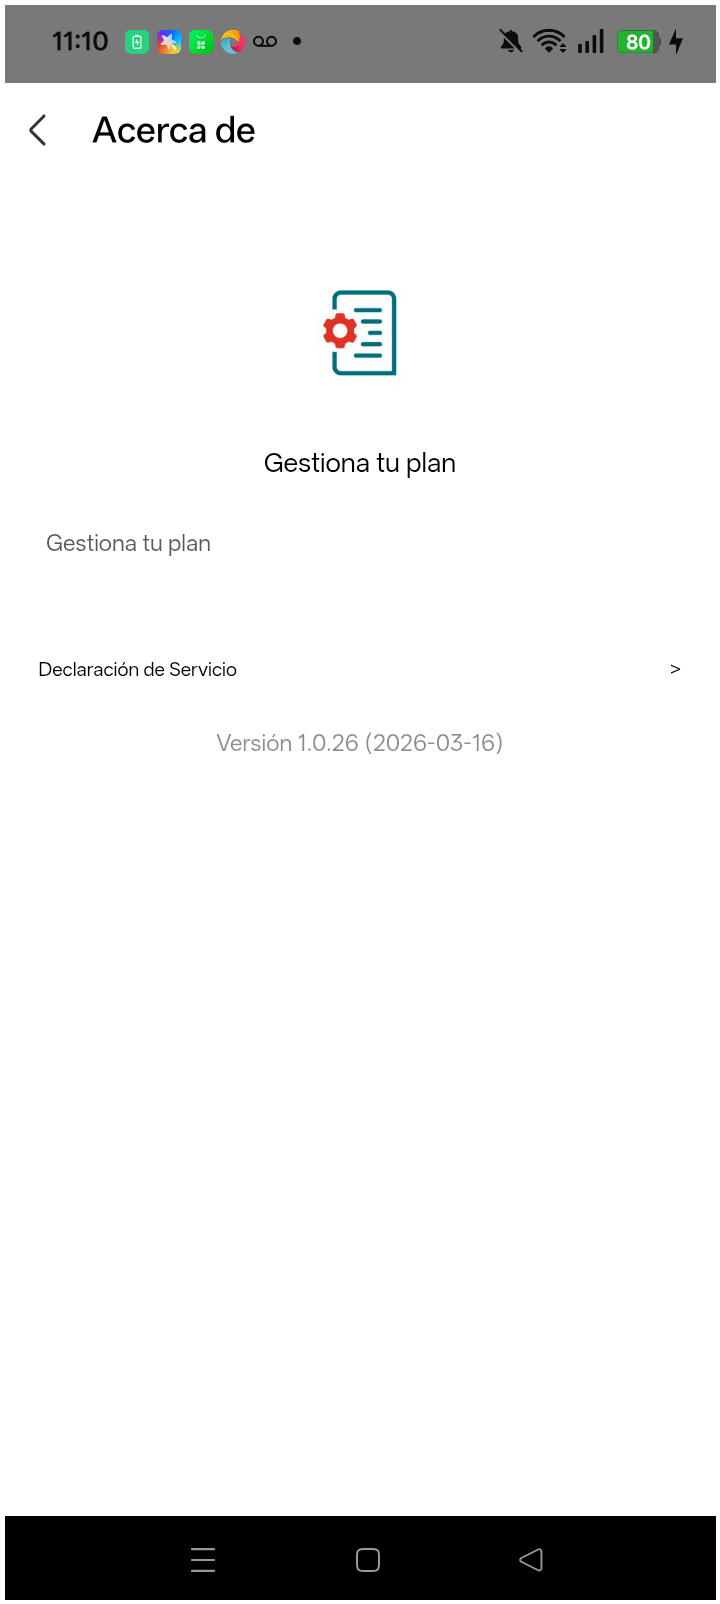 11:10
80
Acerca de
Gestiona tu plan
Gestiona tu plan
Declaración de Servicio >
Versión 1.0.26 (2026-03-16)